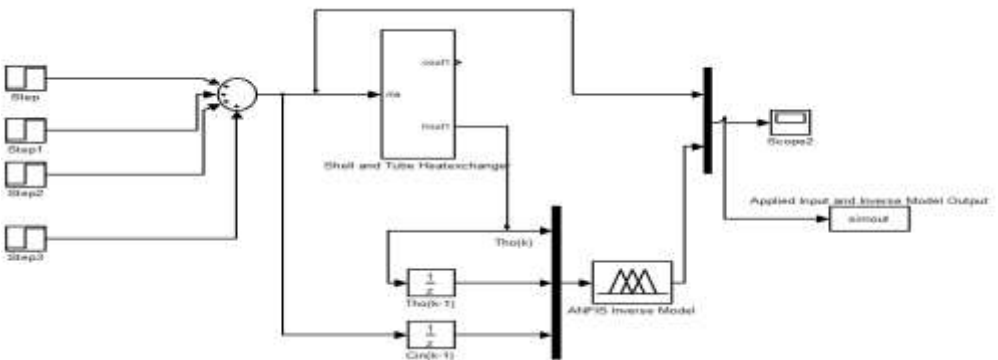 Step
Step1
Step2
Step3
ma
Shell and Tube Heatexchanger
Tho(k)
1
z
Tho(k-1)
1
z
Cin(k-1)
ANFIS Inverse Model
Scope2
Applied Input and Inverse Model Output
simout